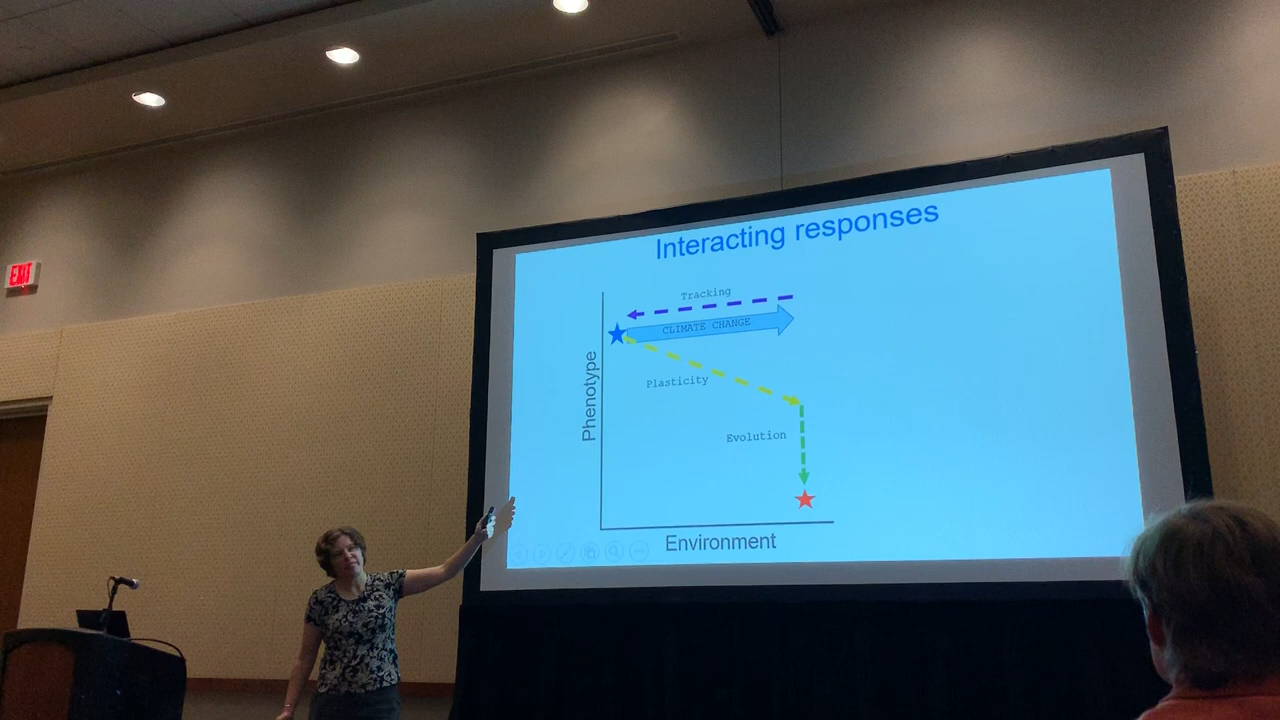 EXIT
Interacting responses
Tracking
CLIMATE CHANGE
Plasticity
Evolution
Phenotype
Environment